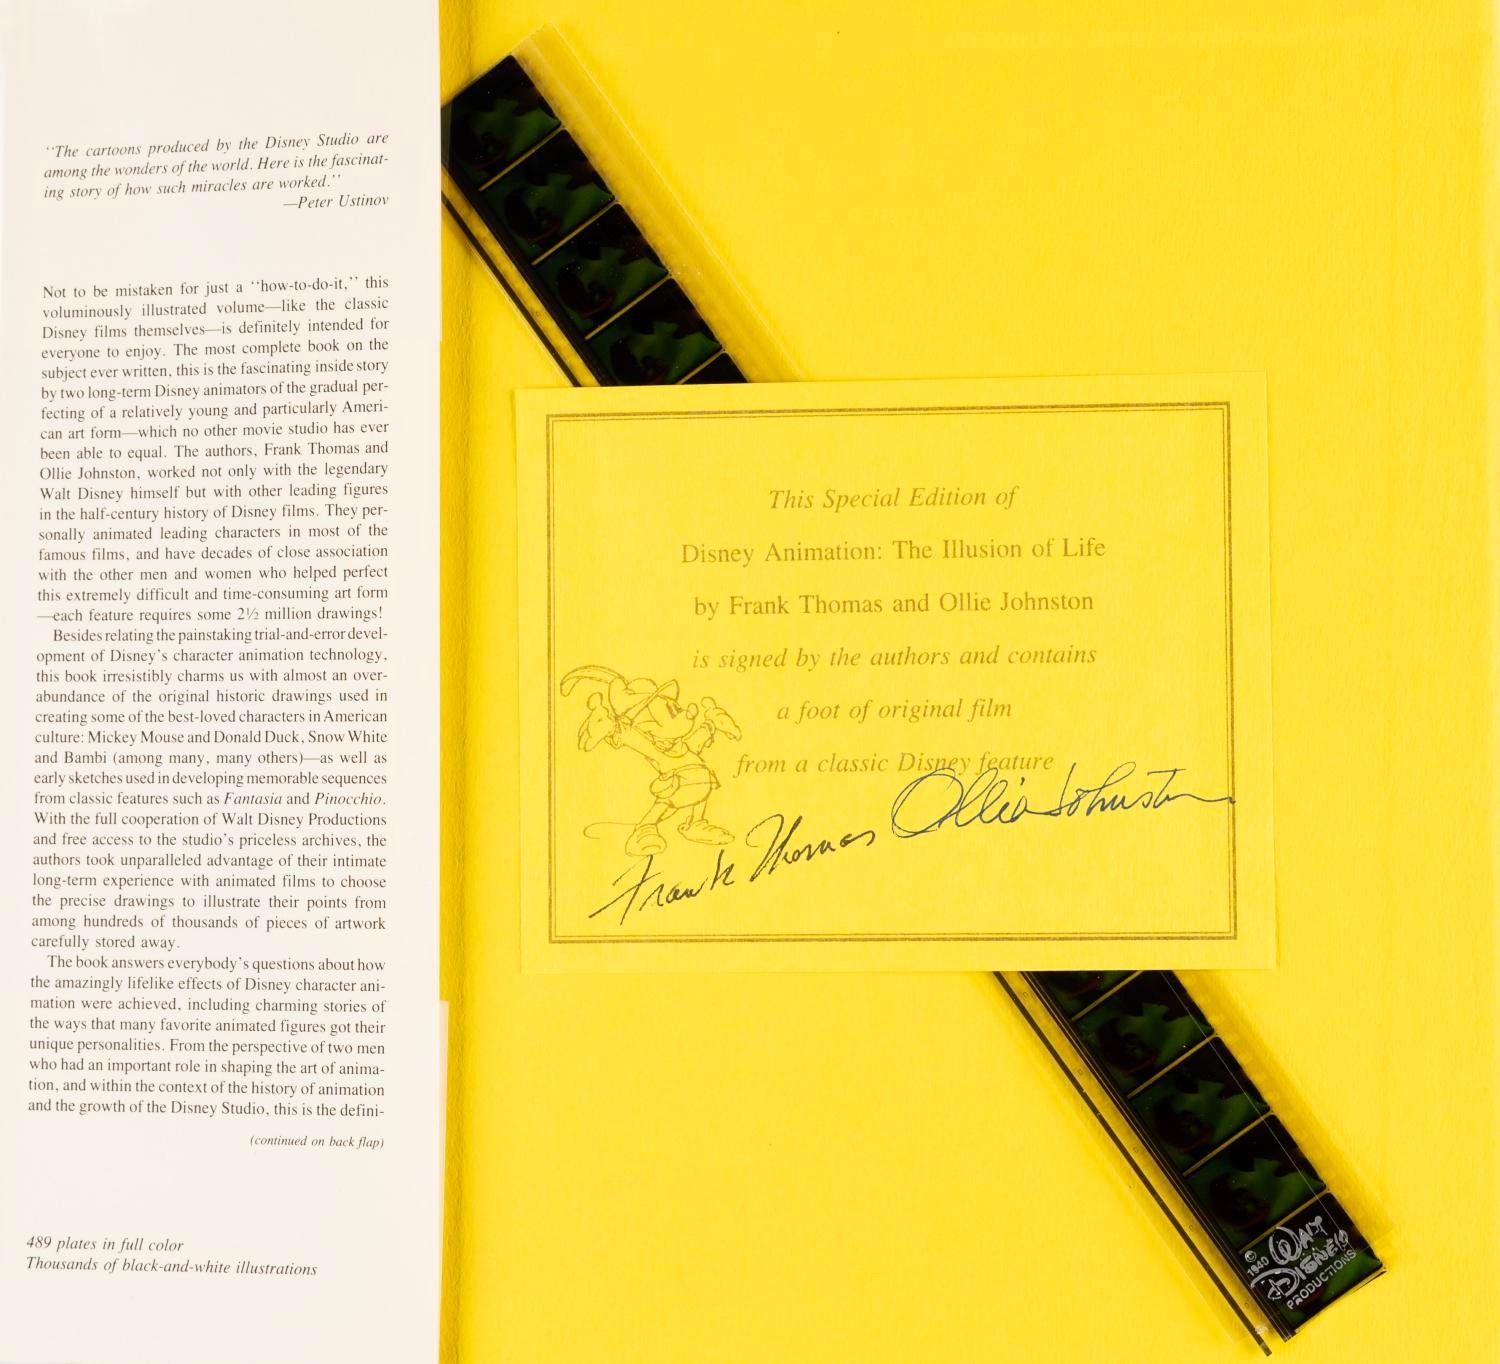 "The cartoons produced by the Disney Studio are
among the wonders of the world. Here is the fascinat-
ing story of how such miracles are worked."
—Peter Ustinov
Not to be mistaken for just a "how-to-do-it," this
voluminously illustrated volume—like the classic
Disney films themselves—is definitely intended for
everyone to enjoy. The most complete book on the
subject ever written, this is the fascinating inside story
by two long-term Disney animators of the gradual per-
fecting of a relatively young and particularly Ameri-
can art form—which no other movie studio has ever
been able to equal. The authors, Frank Thomas and
Ollie Johnston, worked not only with the legendary
Walt Disney himself but with other leading figures
in the half-century history of Disney films. They per-
sonally animated leading characters in most of the
famous films, and have decades of close association
with the other men and women who helped perfect
this extremely difficult and time-consuming art form
—each feature requires some 2½ million drawings!
Besides relating the painstaking trial-and-error devel-
opment of Disney's character animation technology,
this book irresistibly charms us with almost an over-
abundance of the original historic drawings used in
creating some of the best-loved characters in American
culture: Mickey Mouse and Donald Duck, Snow White
and Bambi (among many, many others)—as well as
early sketches used in developing memorable sequences
from classic features such as Fantasia and Pinocchio.
With the full cooperation of Walt Disney Productions
and free access to the studio's priceless archives, the
authors took unparalleled advantage of their intimate
long-term experience with animated films to choose
the precise drawings to illustrate their points from
among hundreds of thousands of pieces of artwork
carefully stored away.
The book answers everybody's questions about how
the amazingly lifelike effects of Disney character ani-
mation were achieved, including charming stories of
the ways that many favorite animated figures got their
unique personalities. From the perspective of two men
who had an important role in shaping the art of anima-
tion, and within the context of the history of animation
and the growth of the Disney Studio, this is the defini-
(continued on back flap)
489 plates in full color
Thousands of black-and-white illustrations
This Special Edition of
Disney Animation: The Illusion of Life
by Frank Thomas and Ollie Johnston
is signed by the authors and contains
a foot of original film
from a classic Disney feature
Frank Thomas Ollie Johnston
© WALT
1940 DISNEY
PRODUCTIONS